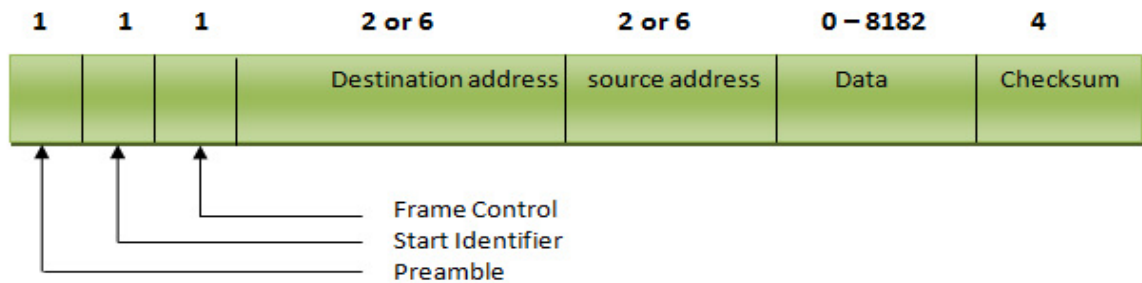 1 1 1 2 or 6 2 or 6 0 – 8182 4
Destination address source address Data Checksum
Frame Control
Start Identifier
Preamble